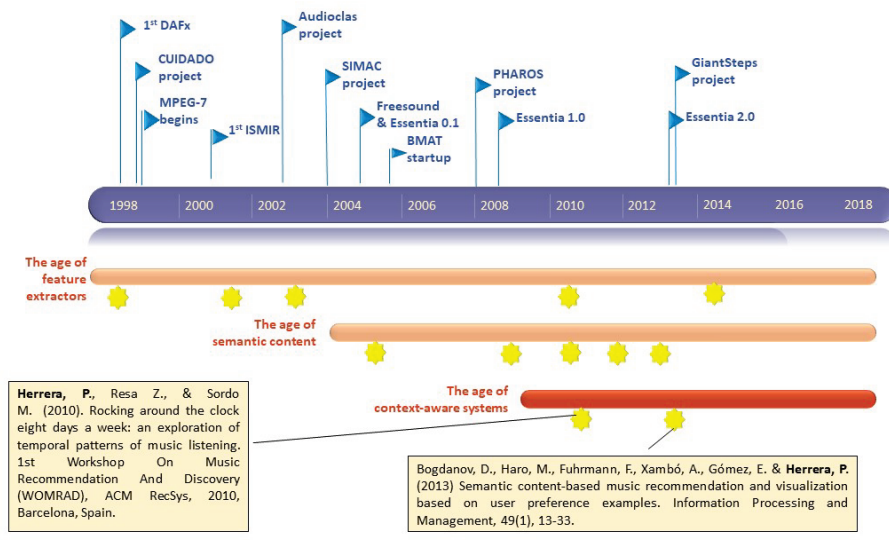 1st DAFx
CUIDADO
project
MPEG-7
begins
1st ISMIR
Audioclas
project
SIMAC
project
Freesound
& Essentia 0.1
BMAT
startup
PHAROS
project
Essentia 1.0
GiantSteps
project
Essentia 2.0
1998 2000 2002 2004 2006 2008 2010 2012 2014 2016 2018
The age of
feature
extractors
The age of
semantic content
The age of
context-aware systems
Herrera, P., Resa Z., & Sordo
M. (2010). Rocking around the clock
eight days a week: an exploration of
temporal patterns of music listening.
1st Workshop On Music
Recommendation And Discovery
(WOMRAD), ACM RecSys, 2010,
Barcelona, Spain.
Bogdanov, D., Haro, M., Fuhrmann, F., Xambó, A., Gómez, E. & Herrera, P.
(2013) Semantic content-based music recommendation and visualization
based on user preference examples. Information Processing and
Management, 49(1), 13-33.